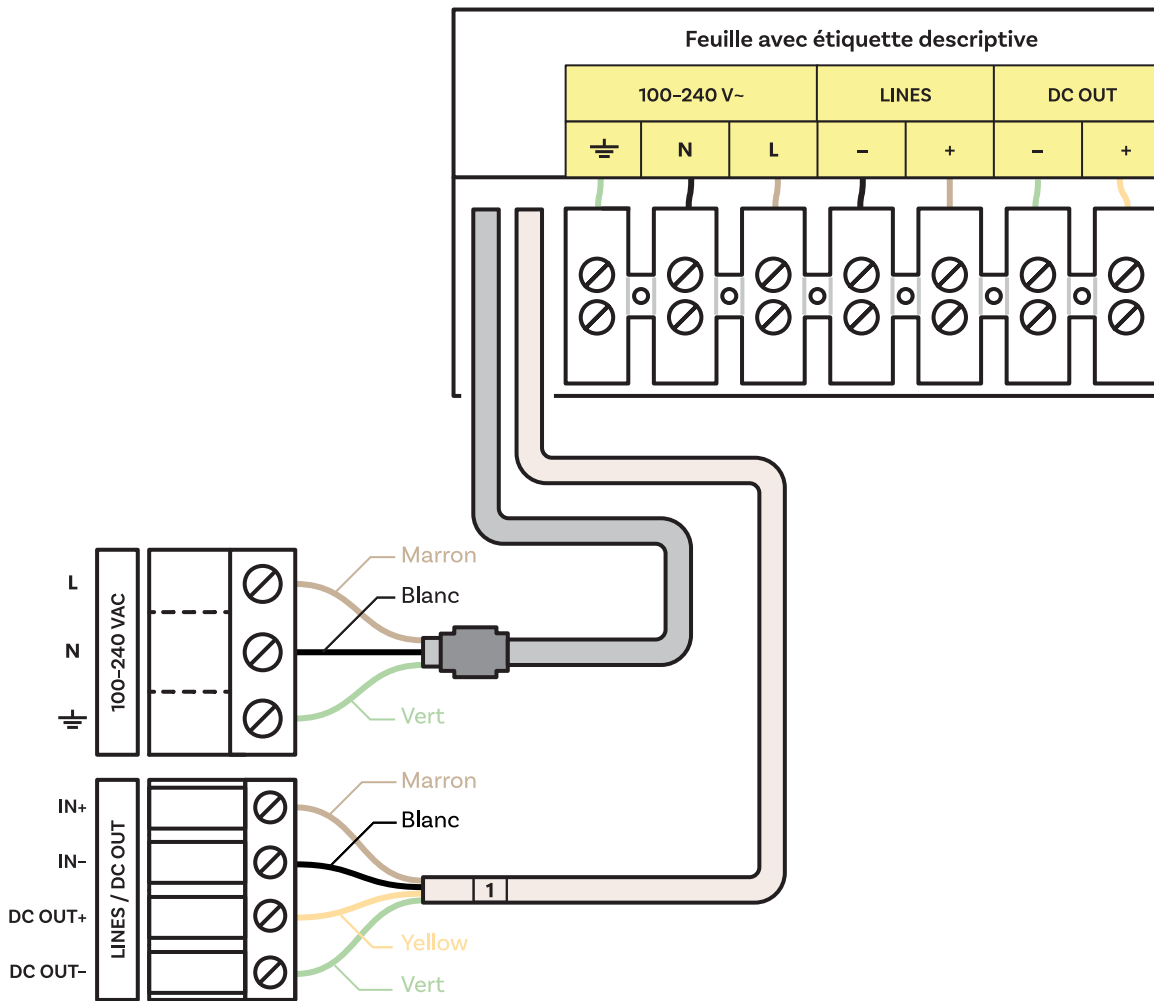 Feuille avec étiquette descriptive
100–240 V~ LINES DC OUT
N L – + – +
Marron
L
Blanc
N
100–240 VAC
Vert
Marron
IN+
Blanc
IN–
LINES / DC OUT
1
DC OUT+
Yellow
DC OUT–
Vert